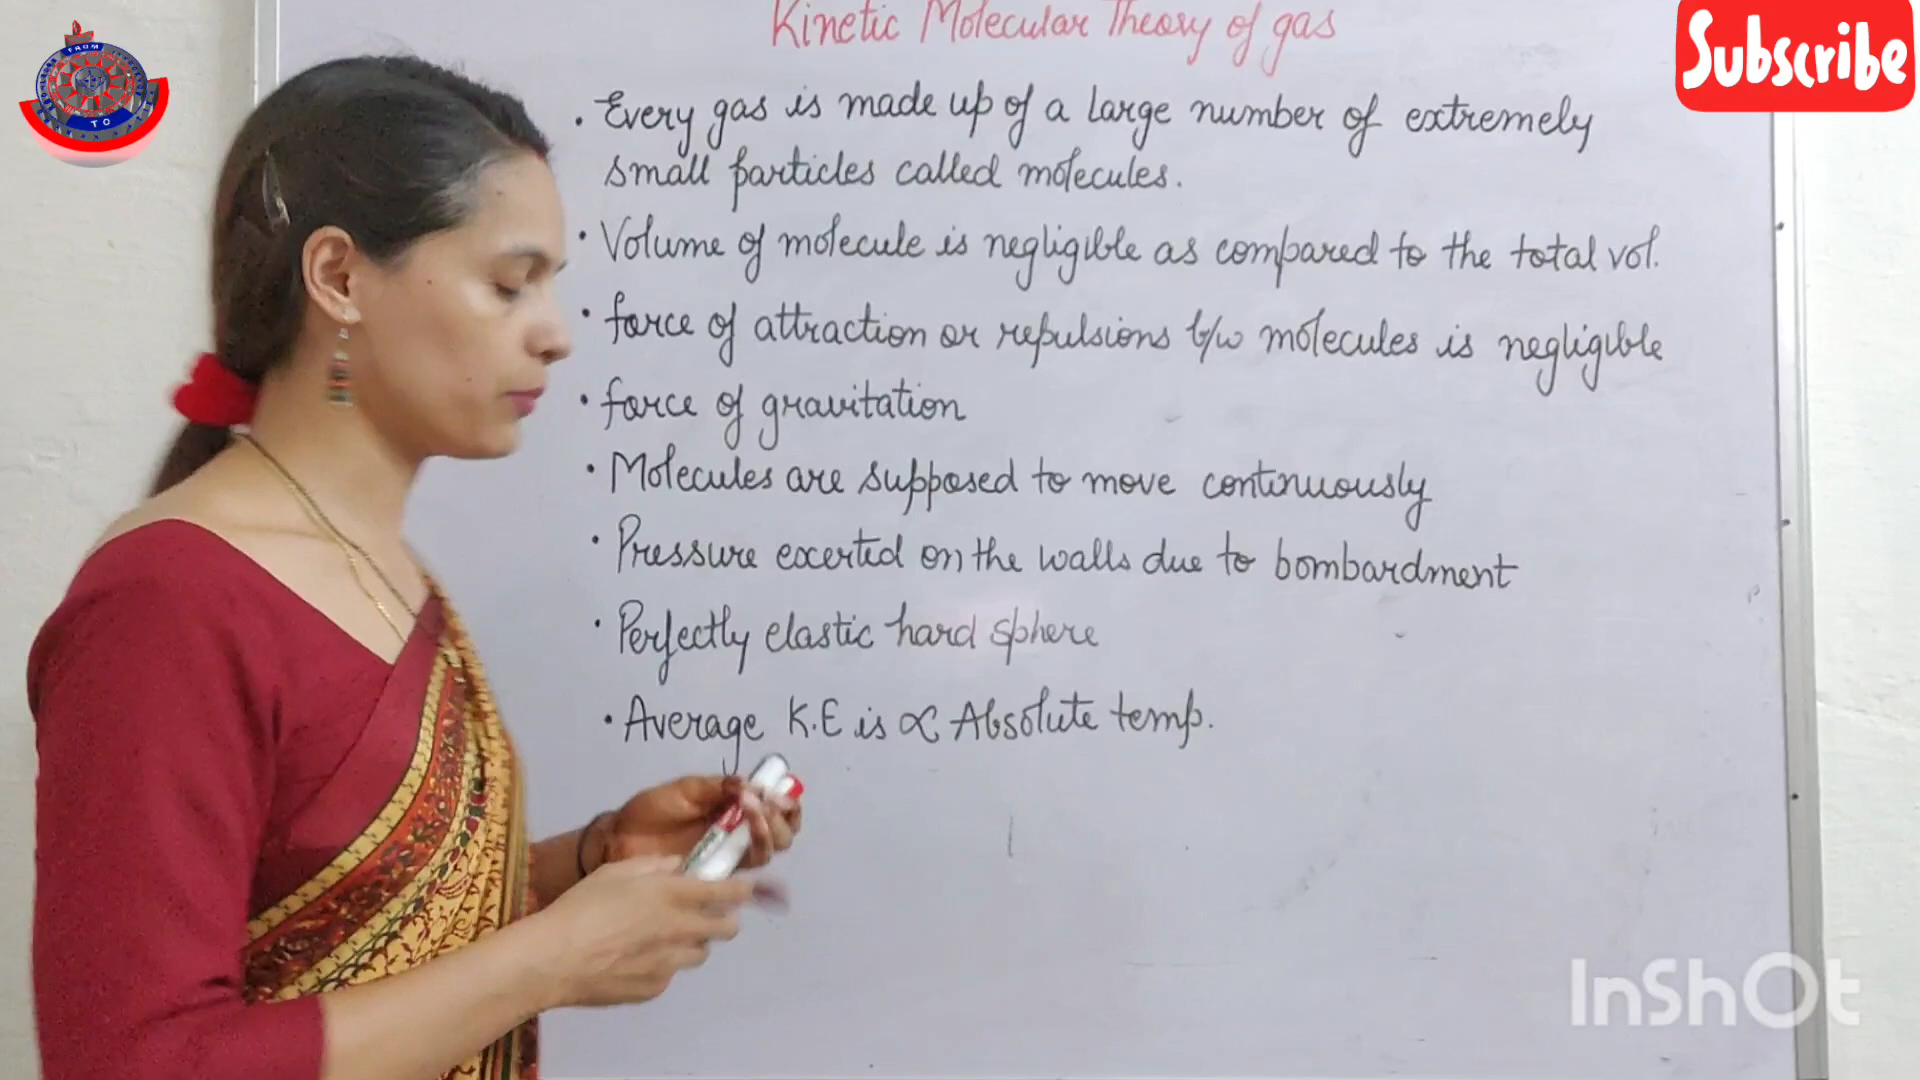 Kinetic Molecular Theory of gas
Subscribe
FROM
TO
. Every gas is made up of a large number of extremely
small particles called molecules.
• Volume of molecule is negligible as compared to the total vol.
• force of attraction or repulsions b/w molecules is negligible
• force of gravitation
• Molecules are supposed to move continuously
• Pressure exerted on the walls due to bombardment
• Perfectly elastic hard sphere
• Average K.E is ∝ Absolute temp.
InShOt